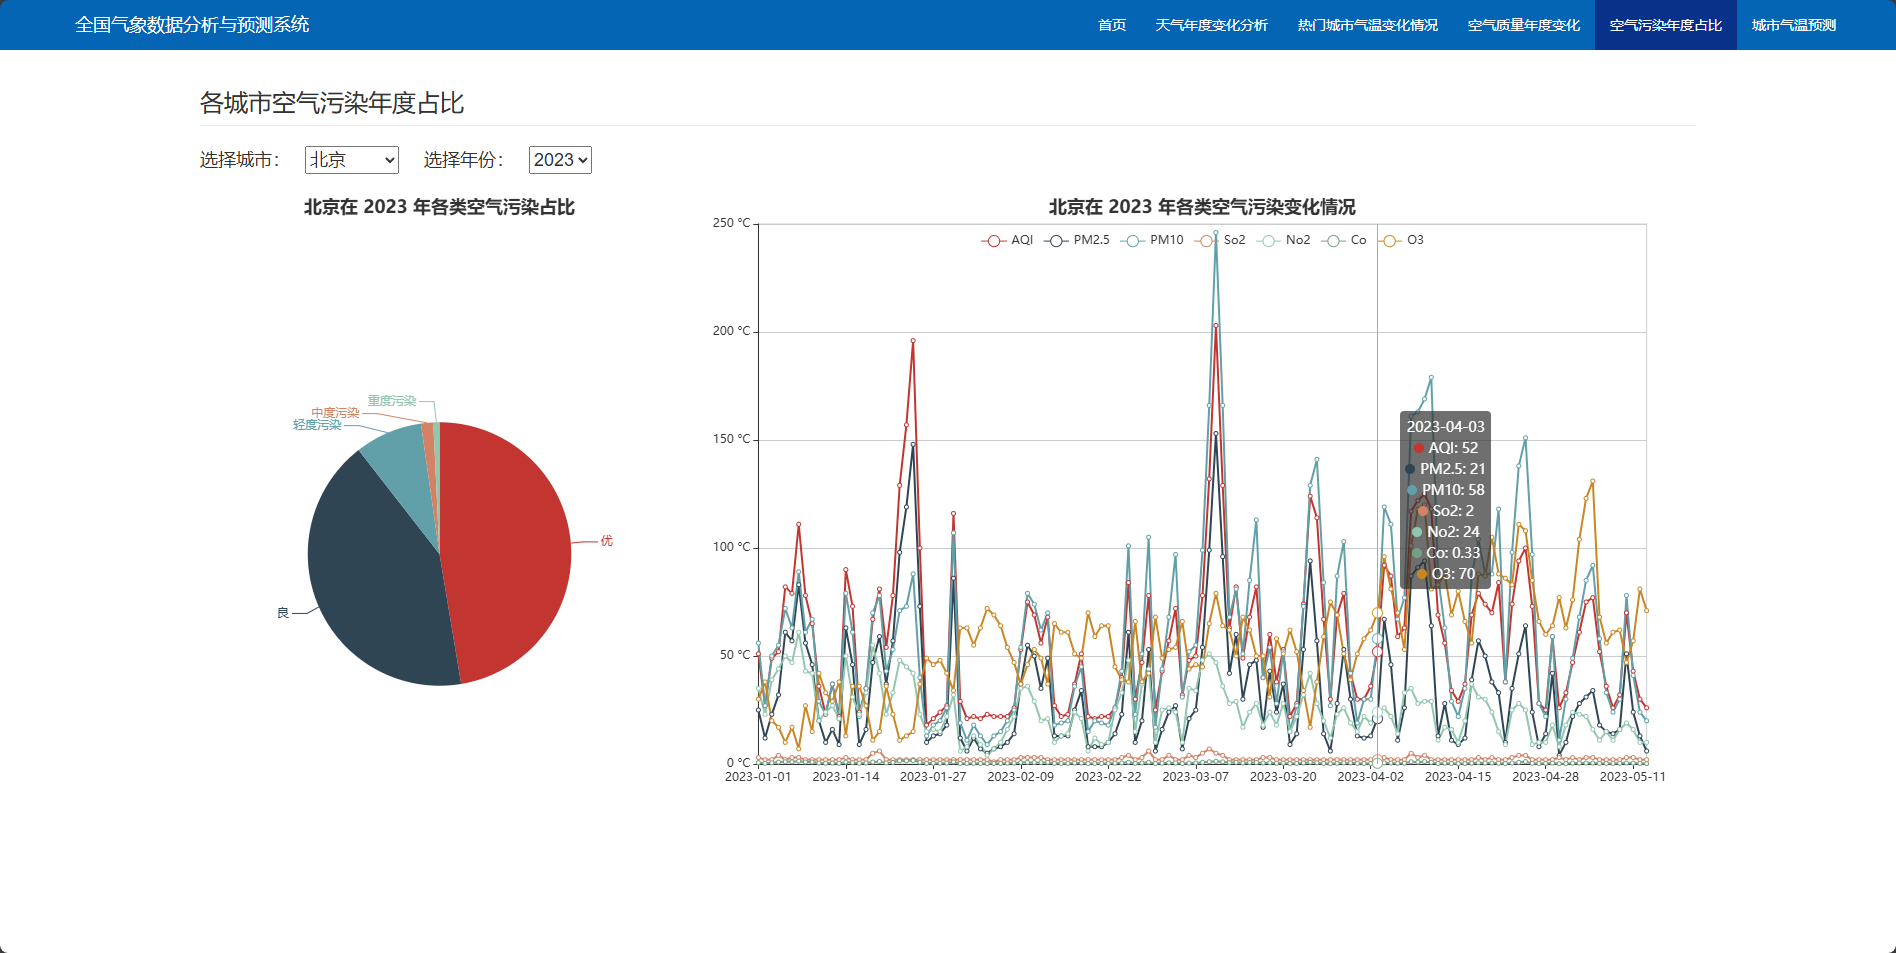 全国气象数据分析与预测系统
首页 天气年度变化分析 热门城市气温变化情况 空气质量年度变化 空气污染年度占比 城市气温预测
各城市空气污染年度占比
选择城市： 北京 选择年份： 2023
北京在 2023 年各类空气污染占比
重度污染
中度污染
轻度污染
优
良
北京在 2023 年各类空气污染变化情况
AQI PM2.5 PM10 So2 No2 Co O3
250 °C
200 °C
150 °C
100 °C
50 °C
0 °C
2023-04-03
AQI: 52
PM2.5: 21
PM10: 58
So2: 2
No2: 24
Co: 0.33
O3: 70
2023-01-01 2023-01-14 2023-01-27 2023-02-09 2023-02-22 2023-03-07 2023-03-20 2023-04-02 2023-04-15 2023-04-28 2023-05-11